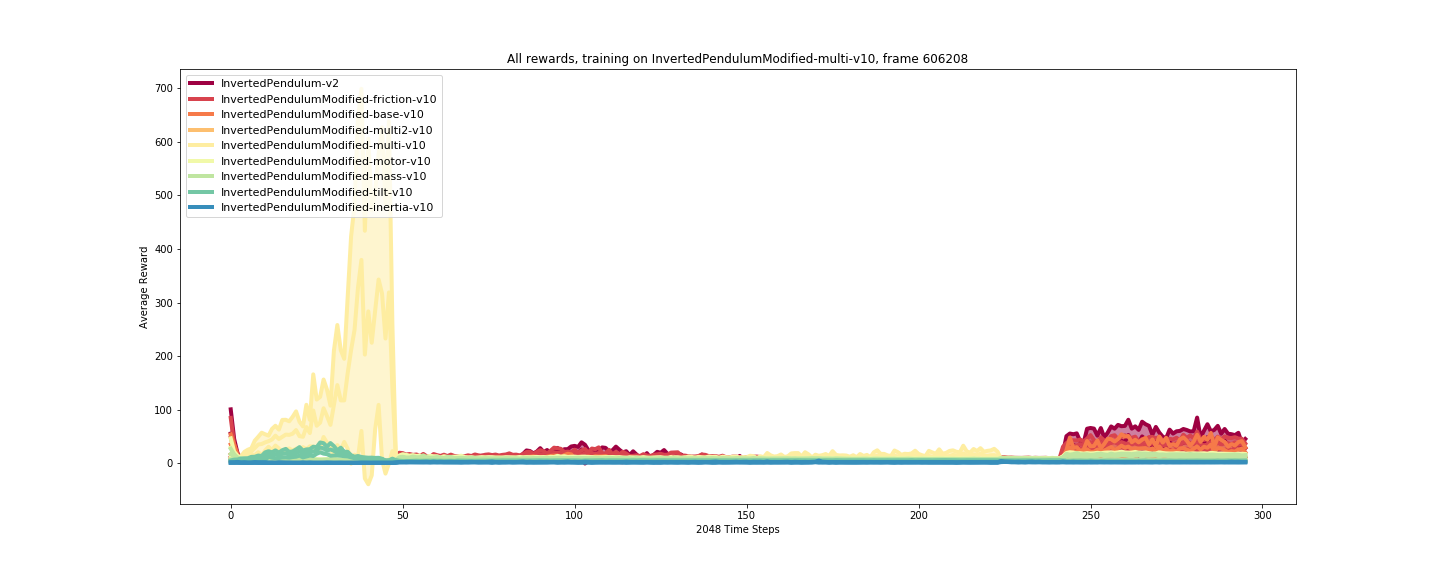 All rewards, training on InvertedPendulumModified-multi-v10, frame 606208
InvertedPendulum-v2
InvertedPendulumModified-friction-v10
InvertedPendulumModified-base-v10
InvertedPendulumModified-multi2-v10
InvertedPendulumModified-multi-v10
InvertedPendulumModified-motor-v10
InvertedPendulumModified-mass-v10
InvertedPendulumModified-tilt-v10
InvertedPendulumModified-inertia-v10
Average Reward
700
600
500
400
300
200
100
0
0 50 100 150 200 250 300
2048 Time Steps